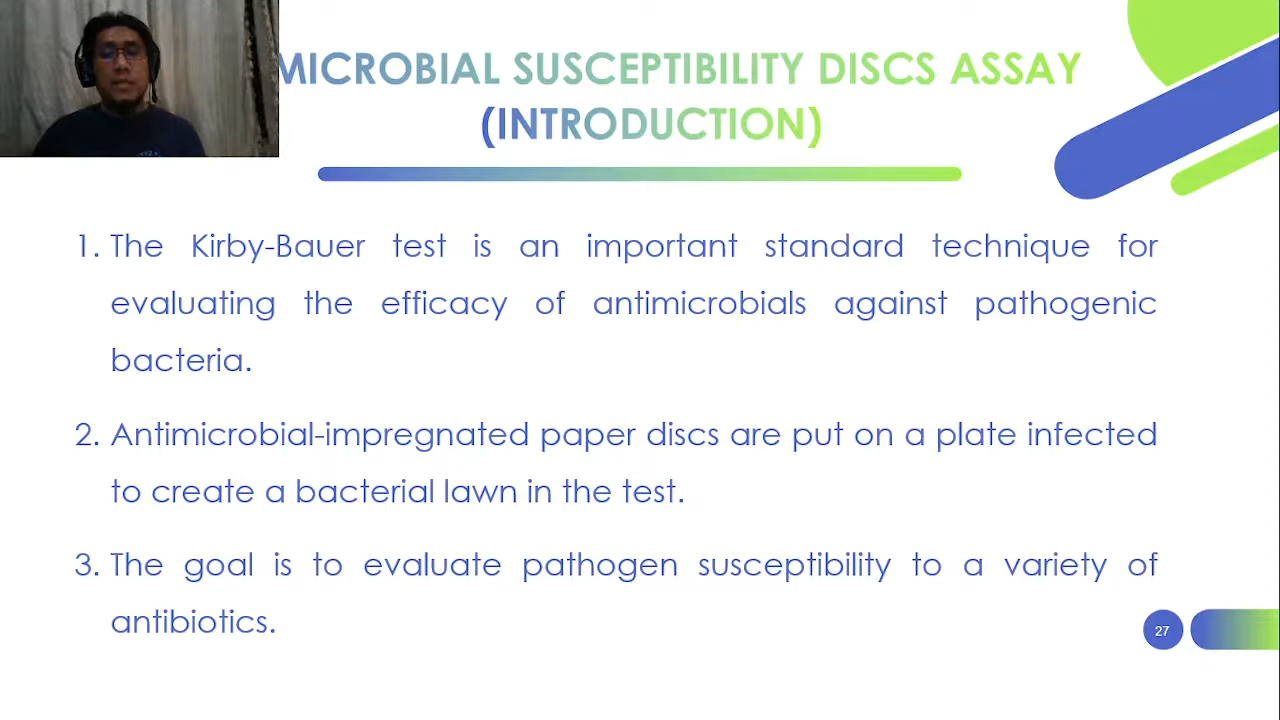 MICROBIAL SUSCEPTIBILITY DISCS ASSAY
(INTRODUCTION)
1. The Kirby-Bauer test is an important standard technique for
evaluating the efficacy of antimicrobials against pathogenic
bacteria.
2. Antimicrobial-impregnated paper discs are put on a plate infected
to create a bacterial lawn in the test.
3. The goal is to evaluate pathogen susceptibility to a variety of
antibiotics.
27